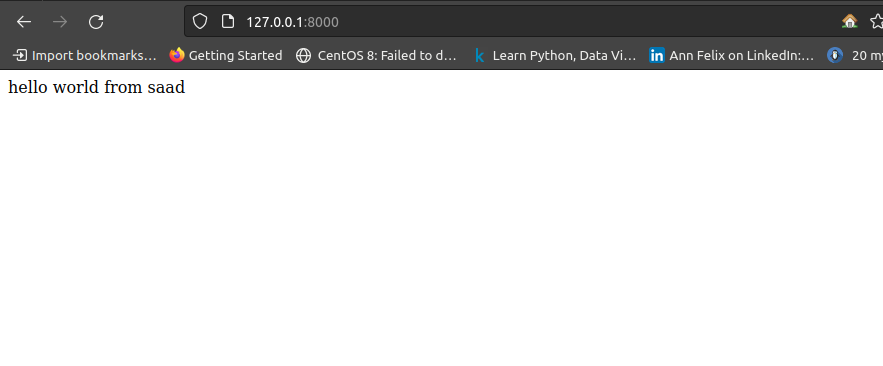 127.0.0.1:8000
Import bookmarks... Getting Started CentOS 8: Failed to d... Learn Python, Data Vi... Ann Felix on LinkedIn:... 20 my
hello world from saad